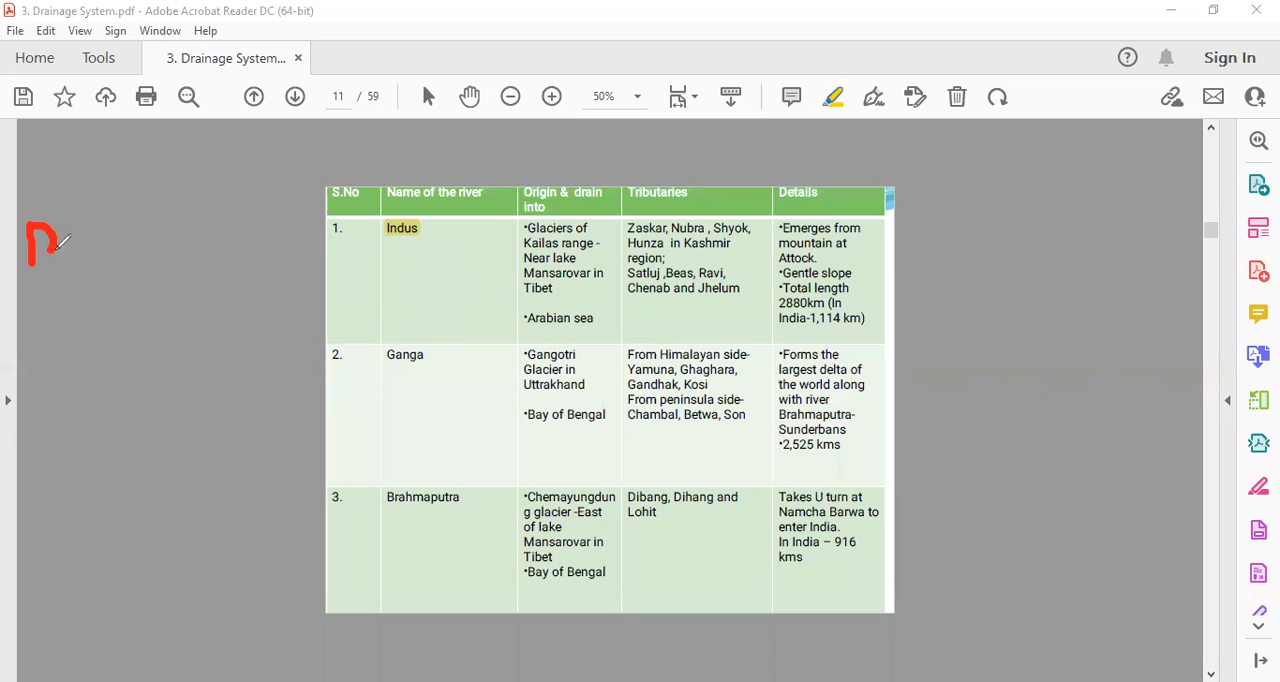 3. Drainage System.pdf - Adobe Acrobat Reader DC (64-bit)
File Edit View Sign Window Help
Home Tools 3. Drainage System... × Sign In
11 / 59 50%
S.No Name of the river Origin & drain into Tributaries Details
1. Indus
•Glaciers of
Kailas range -
Near lake
Mansarovar in
Tibet
•Arabian sea
Zaskar, Nubra , Shyok,
Hunza in Kashmir
region;
Satluj ,Beas, Ravi,
Chenab and Jhelum
•Emerges from
mountain at
Attock.
•Gentle slope
•Total length
2880km (In
India-1,114 km)
2. Ganga
•Gangotri
Glacier in
Uttrakhand
•Bay of Bengal
From Himalayan side-
Yamuna, Ghaghara,
Gandhak, Kosi
From peninsula side-
Chambal, Betwa, Son
•Forms the
largest delta of
the world along
with river
Brahmaputra-
Sunderbans
•2,525 kms
3. Brahmaputra
•Chemayungdun
g glacier -East
of lake
Mansarovar in
Tibet
•Bay of Bengal
Dibang, Dihang and
Lohit
Takes U turn at
Namcha Barwa to
enter India.
In India – 916
kms